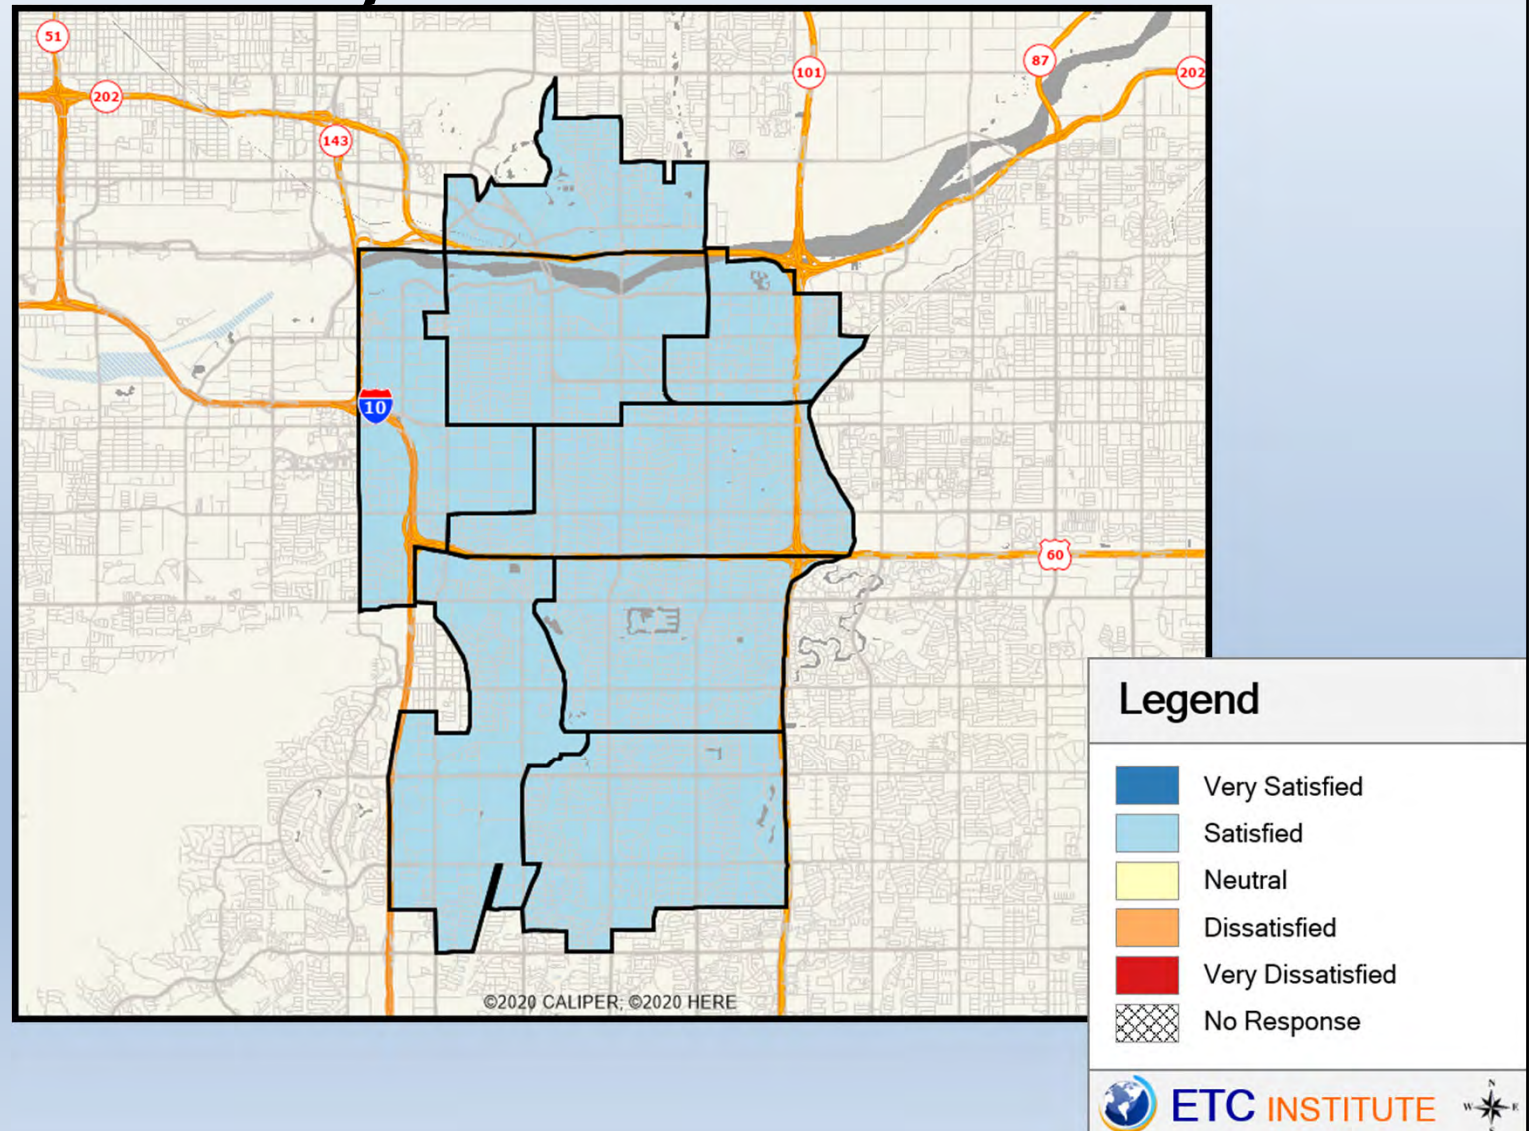 51
101
87
202
202
143
10
60
Legend
Very Satisfied
Satisfied
Neutral
Dissatisfied
Very Dissatisfied
No Response
©2020 CALIPER; ©2020 HERE
ETC INSTITUTE
N
W E
S